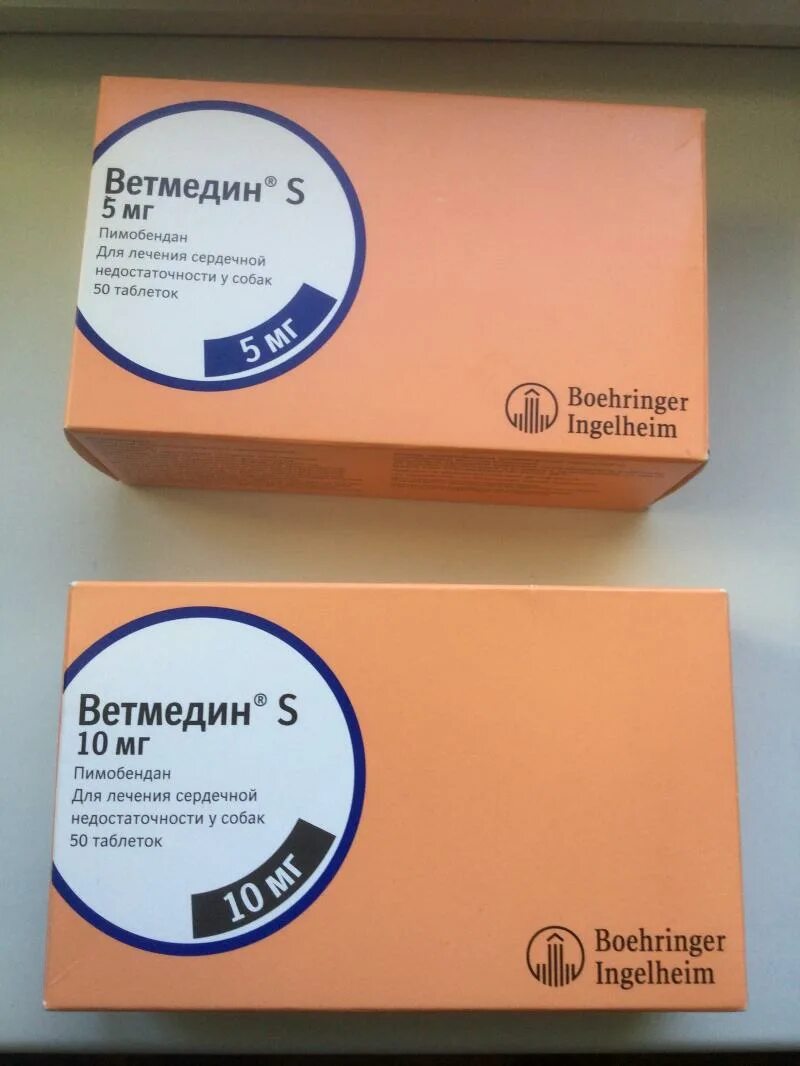 Ветмедин® S
5 мг
Пимобендан
Для лечения сердечной
недостаточности у собак
50 таблеток
5 мг
Boehringer
Ingelheim
Ветмедин® S
10 мг
Пимобендан
Для лечения сердечной
недостаточности у собак
50 таблеток
10 мг
Boehringer
Ingelheim